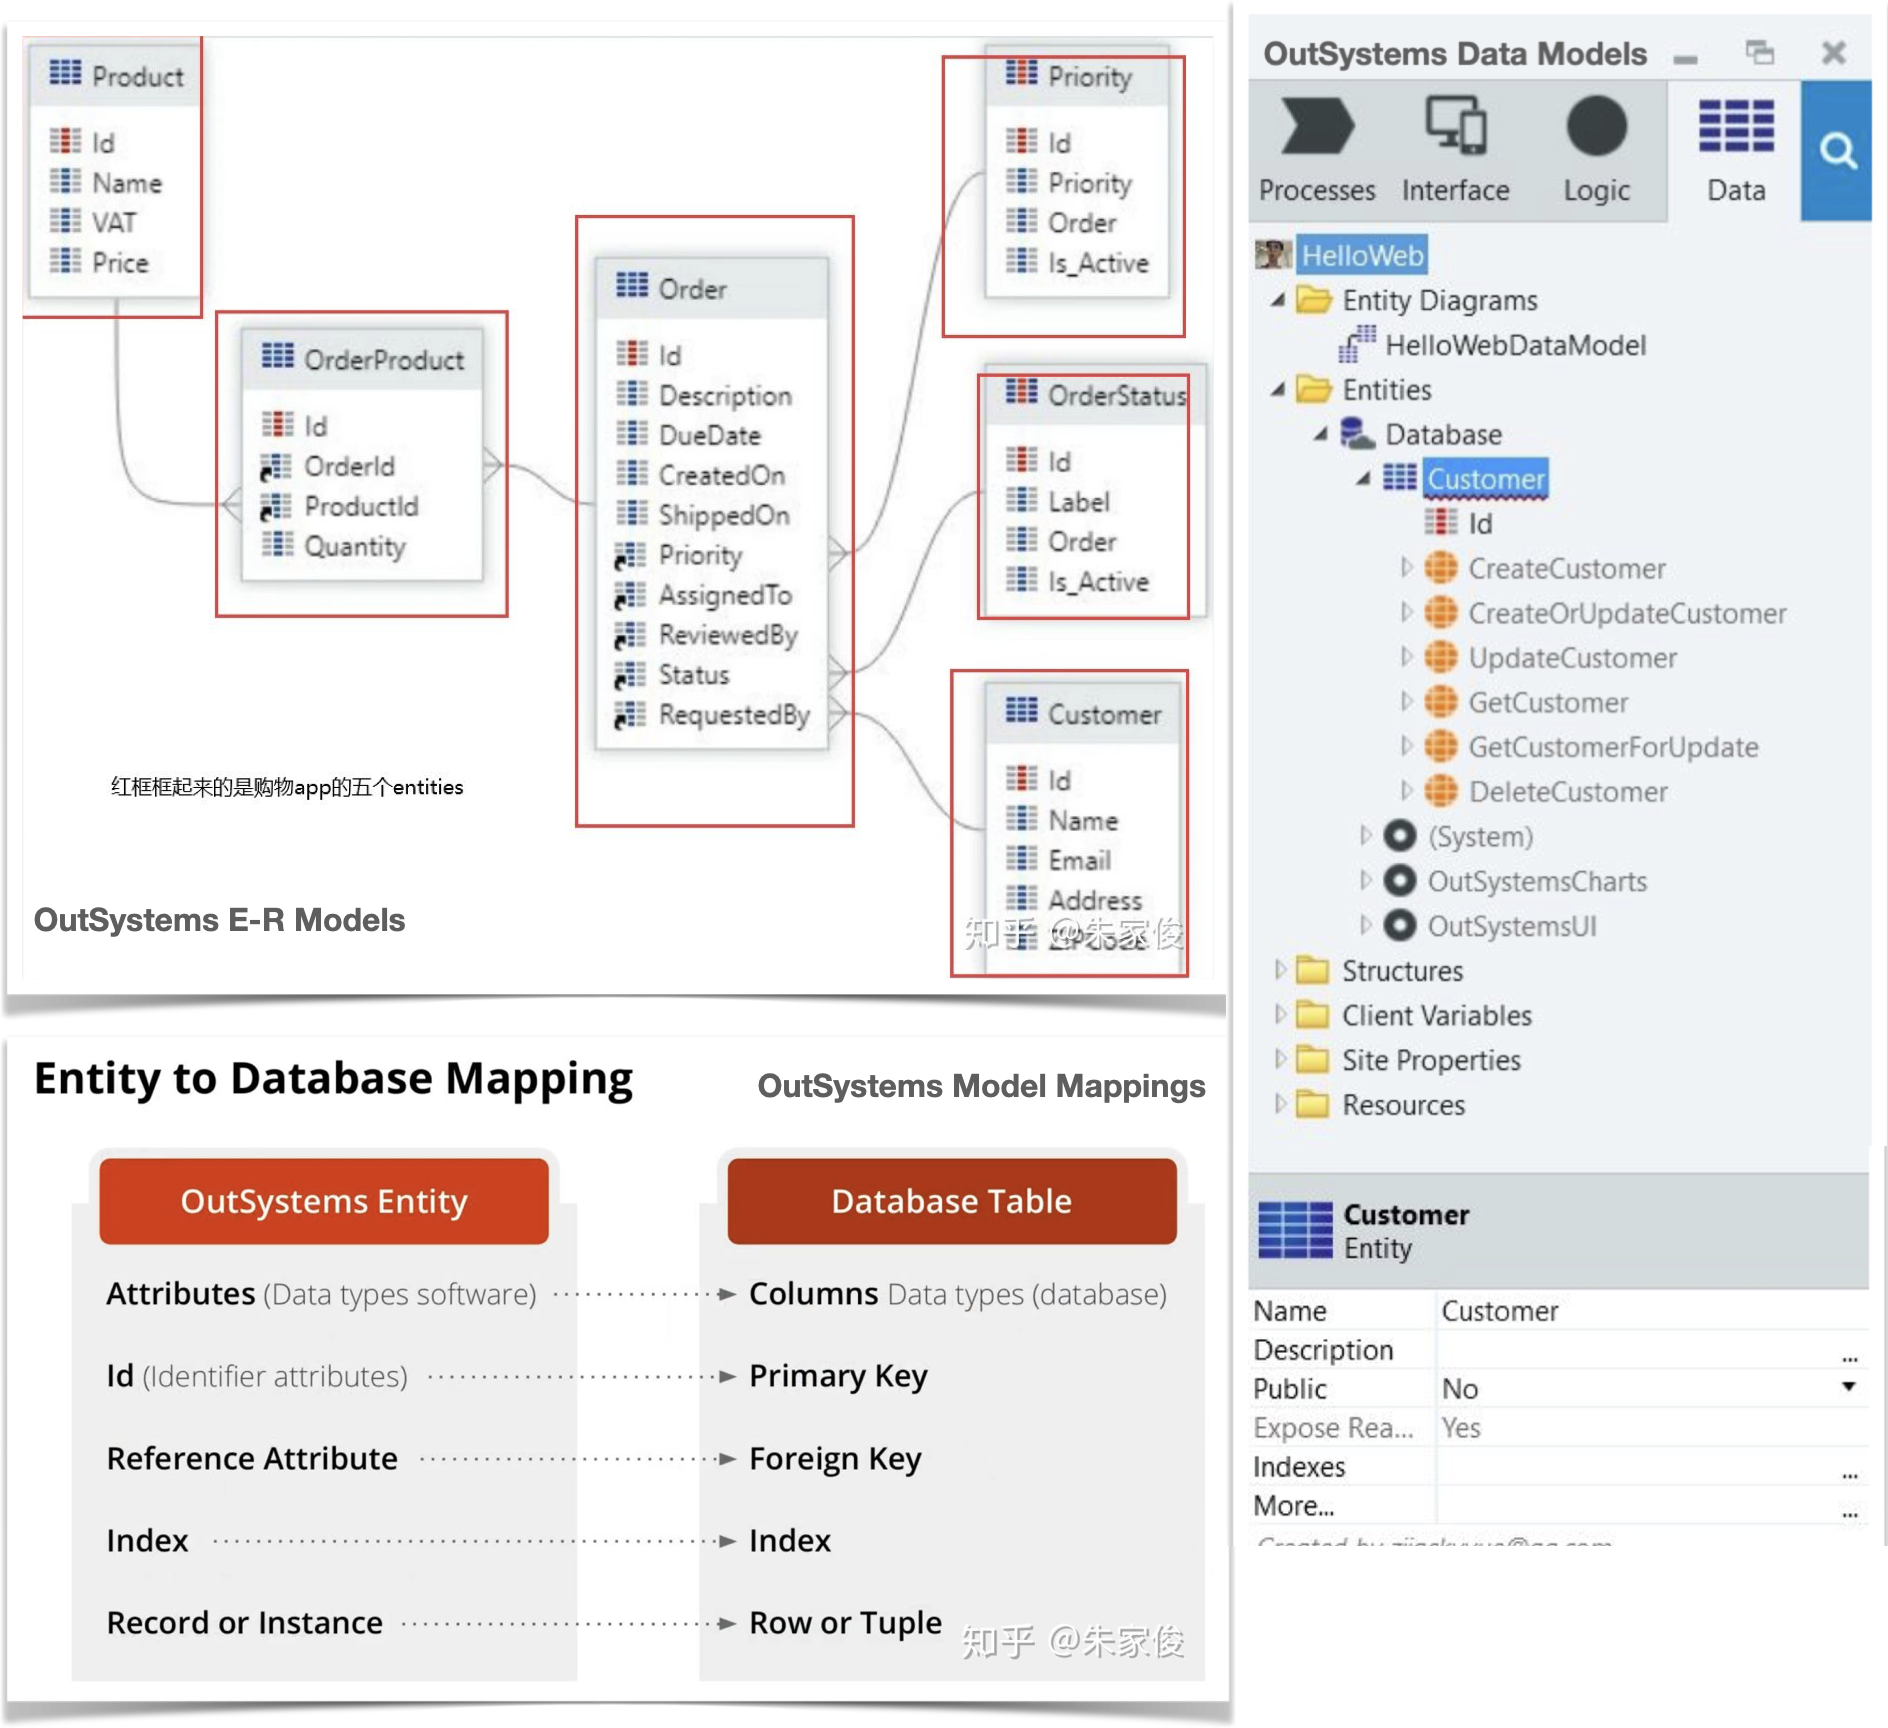 Product
Id
Name
VAT
Price
OrderProduct
Id
OrderId
ProductId
Quantity
Order
Id
Description
DueDate
CreatedOn
ShippedOn
Priority
AssignedTo
ReviewedBy
Status
RequestedBy
Priority
Id
Priority
Order
Is_Active
OrderStatus
Id
Label
Order
Is_Active
Customer
Id
Name
Email
Address
知乎 @朱家俊
红框框起来的是购物app的五个entities
OutSystems E-R Models
Entity to Database Mapping
OutSystems Model Mappings
OutSystems Entity
Database Table
Attributes (Data types software)
Columns Data types (database)
Id (Identifier attributes)
Primary Key
Reference Attribute
Foreign Key
Index
Index
Record or Instance
Row or Tuple
知乎 @朱家俊
OutSystems Data Models
Processes
Interface
Logic
Data
HelloWeb
Entity Diagrams
HelloWebDataModel
Entities
Database
Customer
Id
CreateCustomer
CreateOrUpdateCustomer
UpdateCustomer
GetCustomer
GetCustomerForUpdate
DeleteCustomer
(System)
OutSystemsCharts
OutSystemsUI
Structures
Client Variables
Site Properties
Resources
Customer
Entity
Name Customer
Description ...
Public No
Expose Rea... Yes
Indexes ...
More... ...